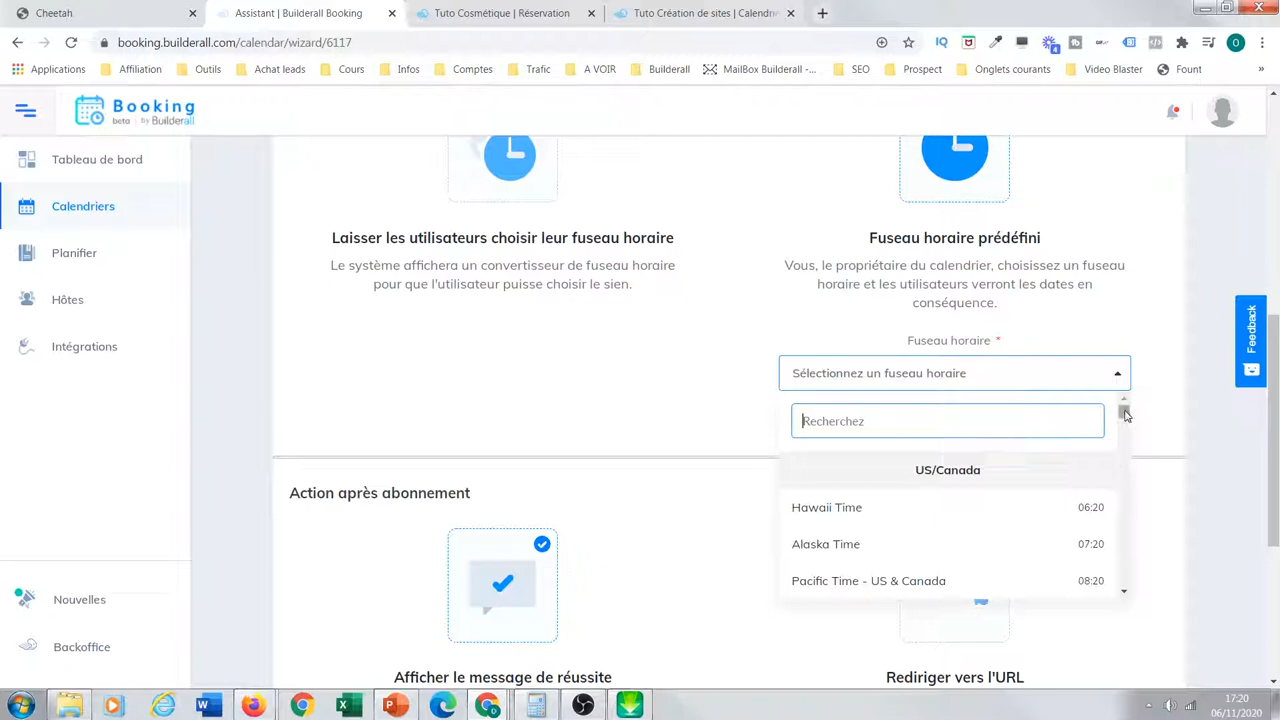 Cheetah
Assistant | Builderall Booking
Tuto Cosmétique | Réserver
Tuto Création de sites | Calendrie
booking.builderall.com/calendar/wizard/6117
Applications
Affiliation
Outils
Achat leads
Cours
Infos
Comptes
Trafic
A VOIR
Builderall
MailBox Builderall -...
SEO
Prospect
Onglets courants
Video Blaster
Fount
Booking
beta by Builderall
Tableau de bord
Calendriers
Planifier
Hôtes
Intégrations
Nouvelles
Backoffice
Laisser les utilisateurs choisir leur fuseau horaire
Le système affichera un convertisseur de fuseau horaire
pour que l'utilisateur puisse choisir le sien.
Fuseau horaire prédéfini
Vous, le propriétaire du calendrier, choisissez un fuseau
horaire et les utilisateurs verront les dates en
conséquence.
Fuseau horaire *
Sélectionnez un fuseau horaire
Recherchez
US/Canada
Hawaii Time 06:20
Alaska Time 07:20
Pacific Time - US & Canada 08:20
Feedback
Action après abonnement
Afficher le message de réussite
Rediriger vers l'URL
17:20
06/11/2020